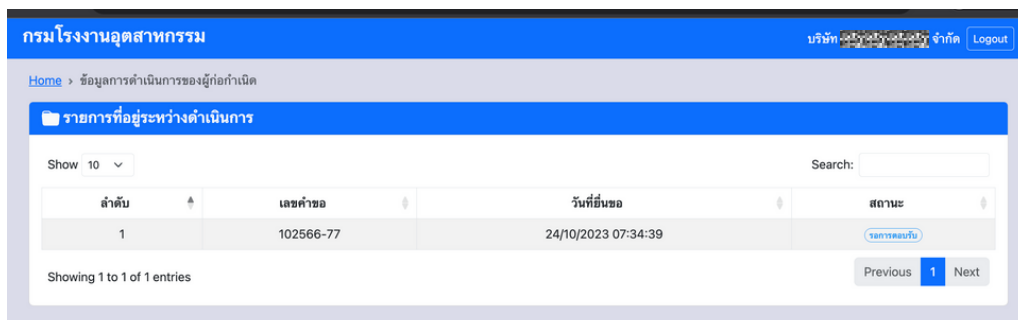 กรมโรงงานอุตสาหกรรม
บริษัท จำกัด Logout
Home › ข้อมูลการดำเนินการของผู้ก่อกำเนิด
รายการที่อยู่ระหว่างดำเนินการ
Show 10 Search:
ลำดับ เลขคำขอ วันที่ยื่นขอ สถานะ
1 102566-77 24/10/2023 07:34:39 รอการตอบรับ
Showing 1 to 1 of 1 entries Previous 1 Next